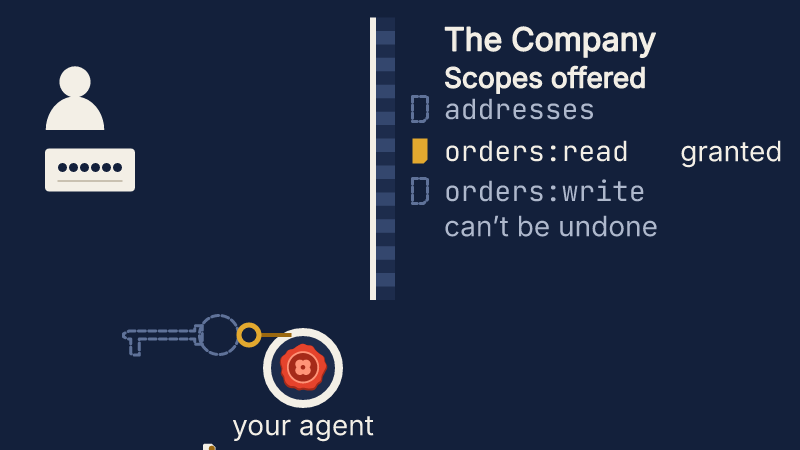 The Company
Scopes offered
addresses
orders:read granted
orders:write
can't be undone
your agent